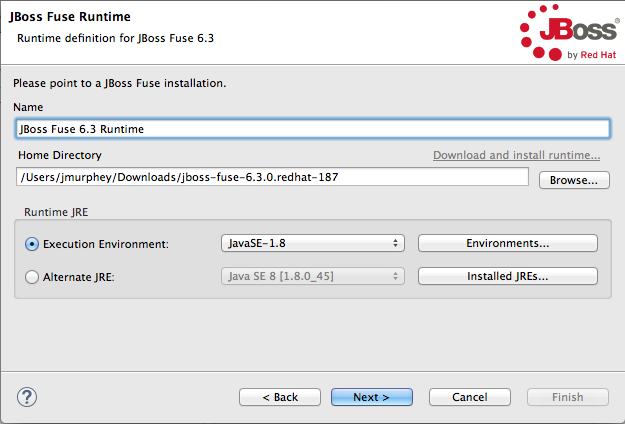 JBoss Fuse Runtime
Runtime definition for JBoss Fuse 6.3
JBoss®
by Red Hat
Please point to a JBoss Fuse installation.
Name
JBoss Fuse 6.3 Runtime
Home Directory
Download and install runtime...
/Users/jmurphey/Downloads/jboss-fuse-6.3.0.redhat-187
Browse...
Runtime JRE
Execution Environment:
JavaSE-1.8
Environments...
Alternate JRE:
Java SE 8 [1.8.0_45]
Installed JREs...
?
< Back
Next >
Cancel
Finish